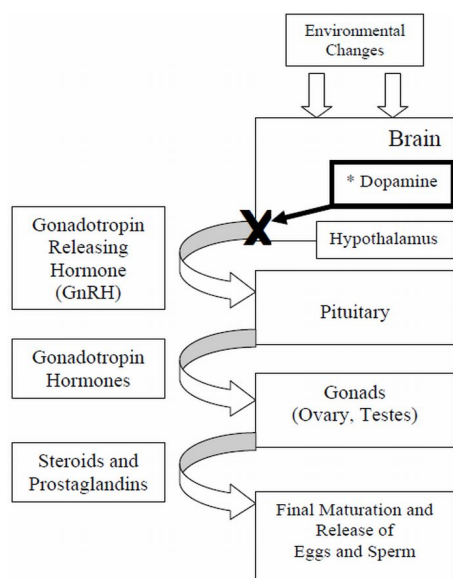 Environmental
Changes
Brain
* Dopamine
Hypothalamus
Gonadotropin
Releasing
Hormone
(GnRH)
Pituitary
Gonadotropin
Hormones
Gonads
(Ovary, Testes)
Steroids and
Prostaglandins
Final Maturation and
Release of
Eggs and Sperm